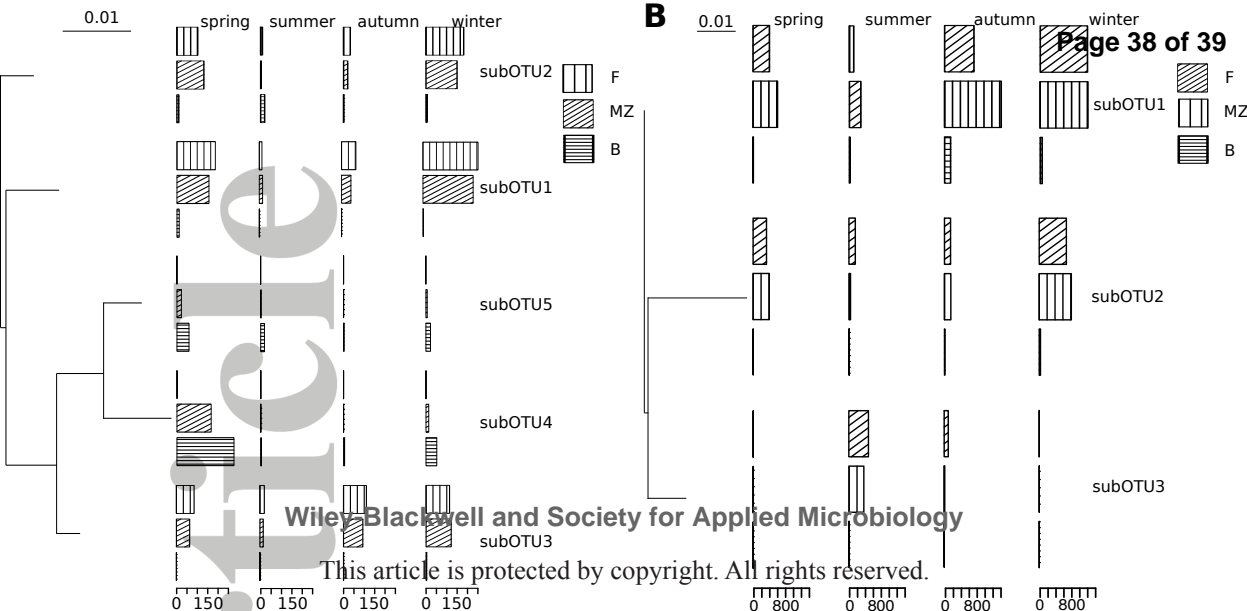 0.01
spring summer autumn winter
subOTU2
F
MZ
B
subOTU1
subOTU5
subOTU4
subOTU3
0 150 0 150 0 150 0 150
B
0.01
spring summer autumn winter
Page 38 of 39
subOTU1
F
MZ
B
subOTU2
subOTU3
0 800 0 800 0 800 0 800
ticle
Wiley-Blackwell and Society for Applied Microbiology
This article is protected by copyright. All rights reserved.